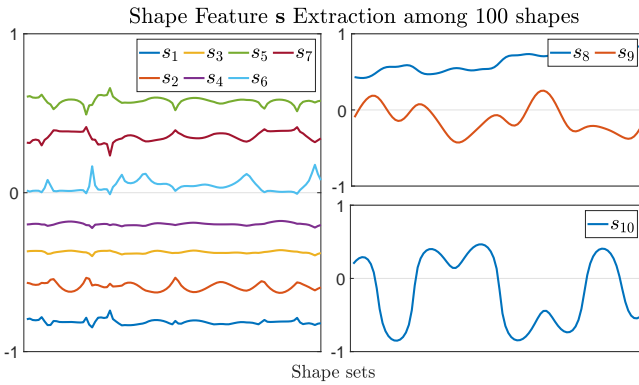 Shape Feature s Extraction among 100 shapes
1
0
-1
s1 s3 s5 s7
s2 s4 s6
1
0
-1
s8 s9
1
0
-1
s10
Shape sets